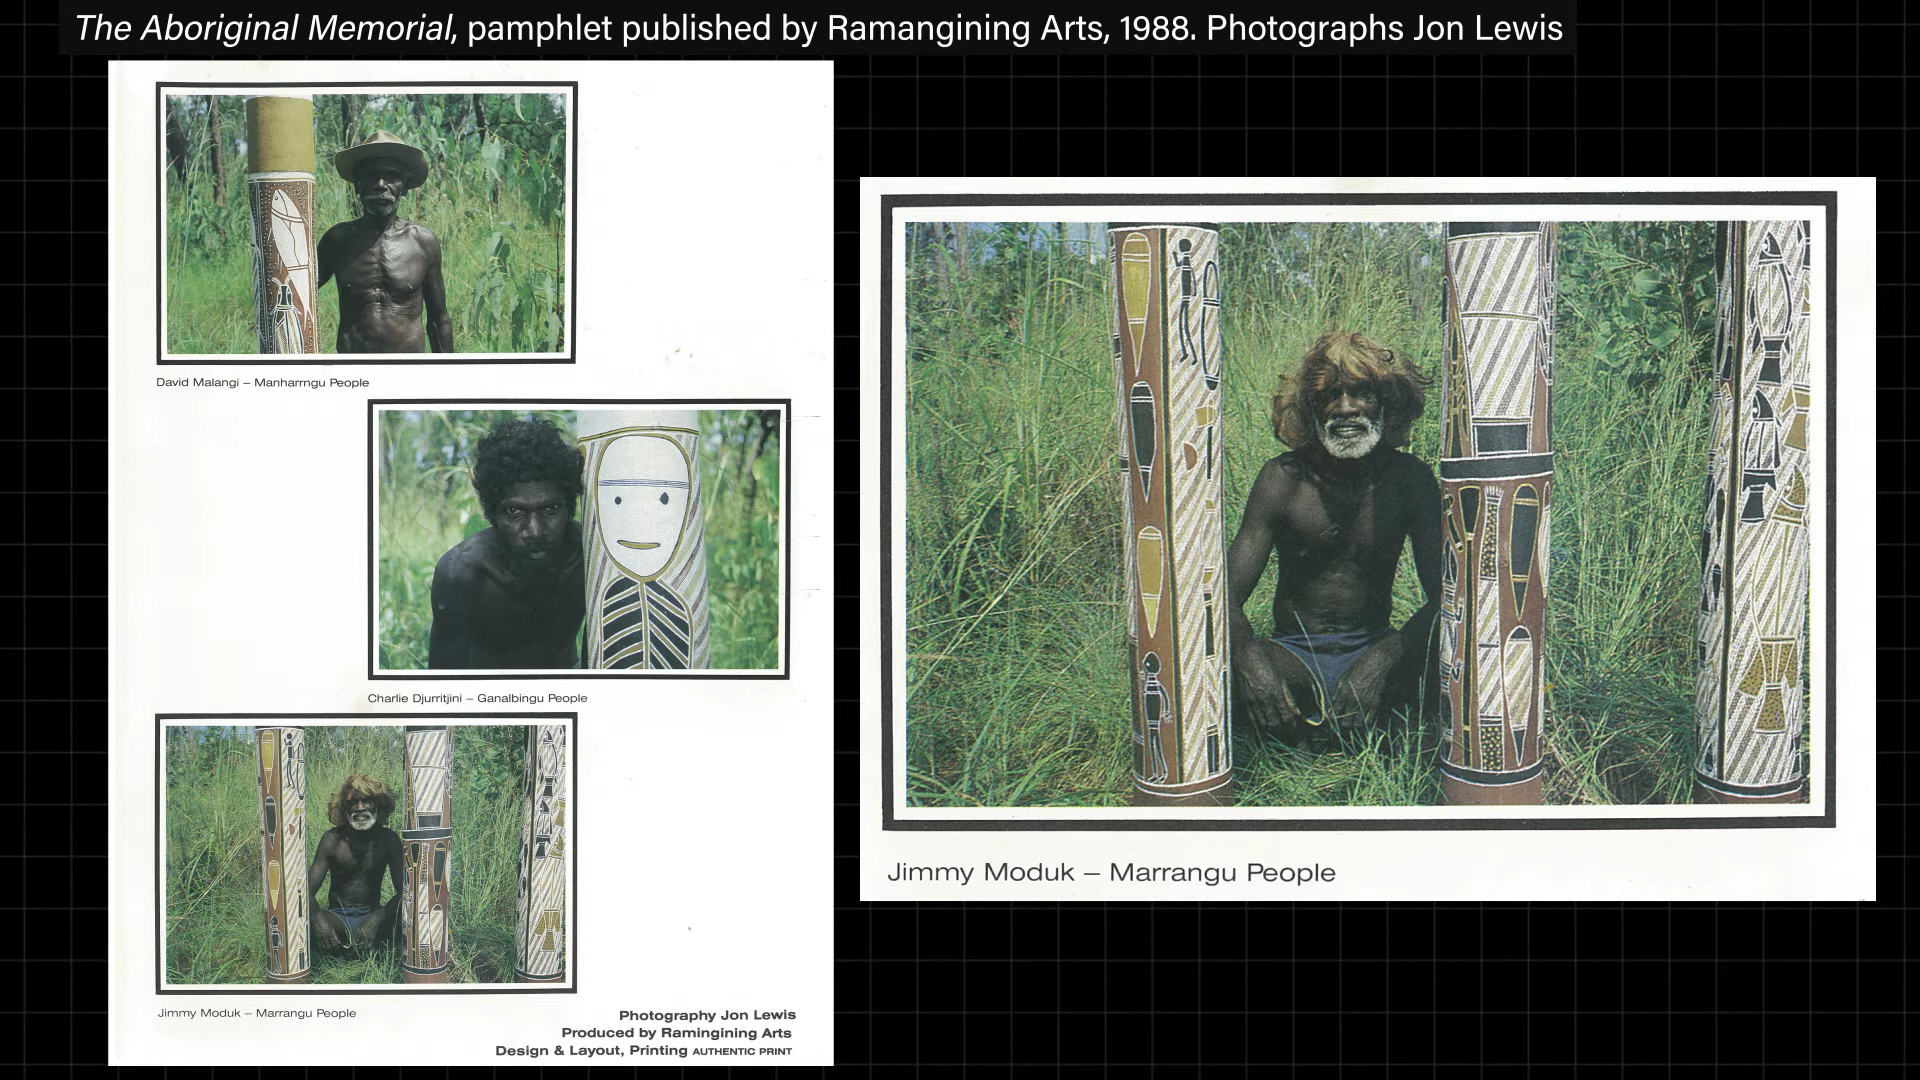 The Aboriginal Memorial, pamphlet published by Ramangining Arts, 1988. Photographs Jon Lewis
David Malangi – Manharrngu People
Charlie Djurritjini – Ganalbingu People
Jimmy Moduk – Marrangu People
Photography Jon Lewis
Produced by Ramingining Arts
Design & Layout, Printing AUTHENTIC PRINT
Jimmy Moduk – Marrangu People